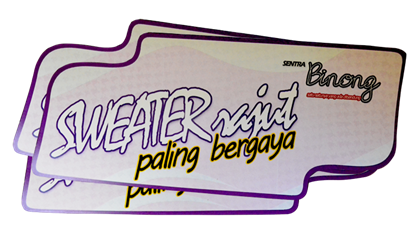 SENTRA
Binong
SWEATER rajut
paling bergaya